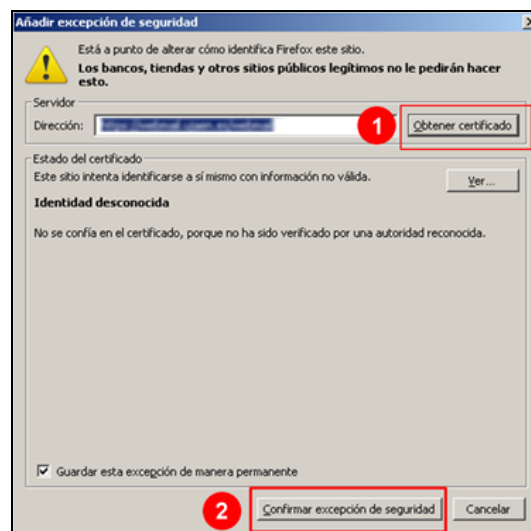 Añadir excepción de seguridad
Está a punto de alterar cómo identifica Firefox este sitio.
Los bancos, tiendas y otros sitios públicos legítimos no le pedirán hacer
esto.
Servidor
Dirección:
1
Obtener certificado
Estado del certificado
Este sitio intenta identificarse a sí mismo con información no válida.
Ver...
Identidad desconocida
No se confía en el certificado, porque no ha sido verificado por una autoridad reconocida.
Guardar esta excepción de manera permanente
2
Confirmar excepción de seguridad
Cancelar